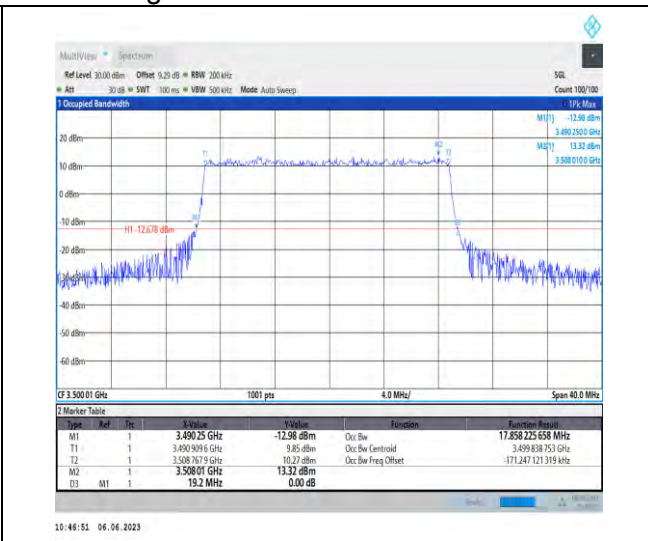 MultiView Spectrum
Ref Level 30.00 dBm Offset 9.29 dB RBW 200 kHz SGL
Att 30 dB SWT 100 ms VBW 500 kHz Mode Auto Sweep Count 100/100
1 Occupied Bandwidth 1Pk Max
M1[1] -12.98 dBm
3.490 2500 GHz
M2[1] 13.32 dBm
3.508 0100 GHz
20 dBm
M2
T1 T2
10 dBm
0 dBm
-10 dBm
H1 -12.678 dBm
-20 dBm
-30 dBm
-40 dBm
-50 dBm
-60 dBm
CF 3.500 01 GHz 1001 pts 4.0 MHz/ Span 40.0 MHz
2 Marker Table
Type Ref Trc X-Value Y-Value Function Function Result
M1 1 3.490 25 GHz -12.98 dBm Occ Bw 17.858 225 658 MHz
T1 1 3.490 909 6 GHz 9.85 dBm Occ Bw Centroid 3.499 838 753 GHz
T2 1 3.508 767 9 GHz 10.27 dBm Occ Bw Freq Offset -171.247 121 319 kHz
M2 1 3.508 01 GHz 13.32 dBm
D3 M1 1 19.2 MHz 0.00 dB
10:46:51 06.06.2023